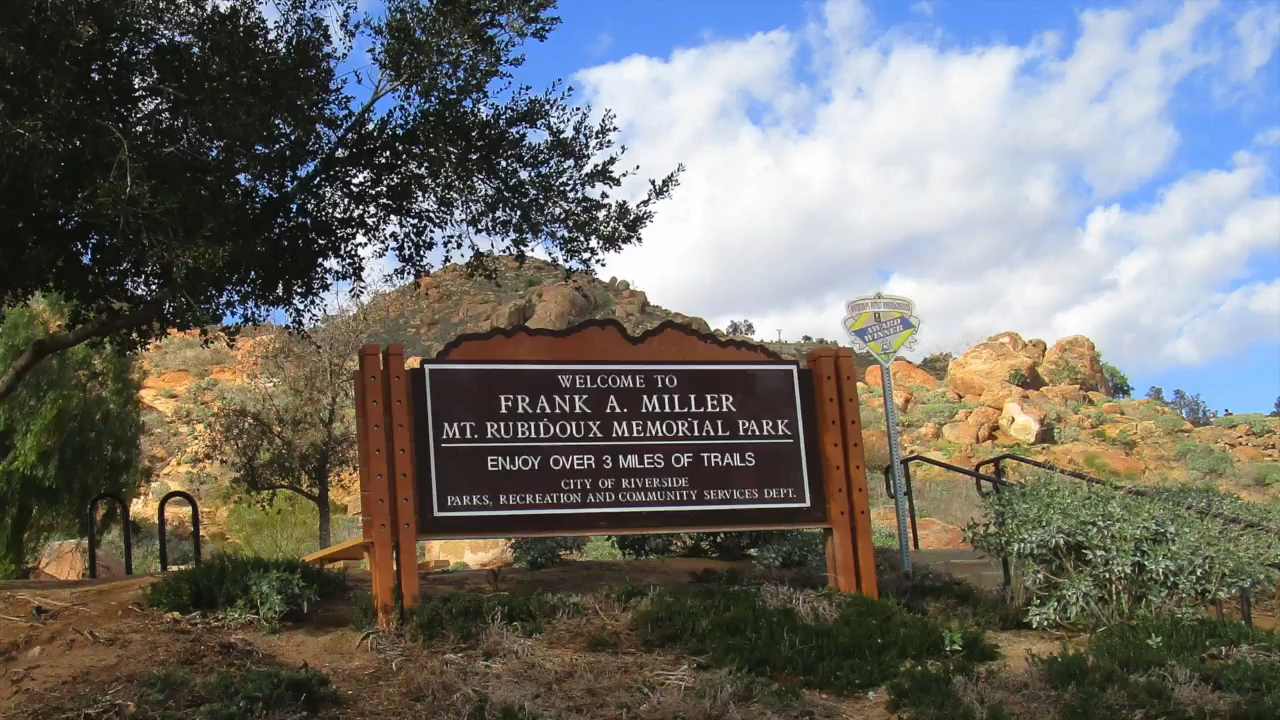 WELCOME TO
FRANK A. MILLER
MT. RUBIDOUX MEMORIAL PARK
ENJOY OVER 3 MILES OF TRAILS
CITY OF RIVERSIDE
PARKS, RECREATION AND COMMUNITY SERVICES DEPT.
AWARD
WINNER